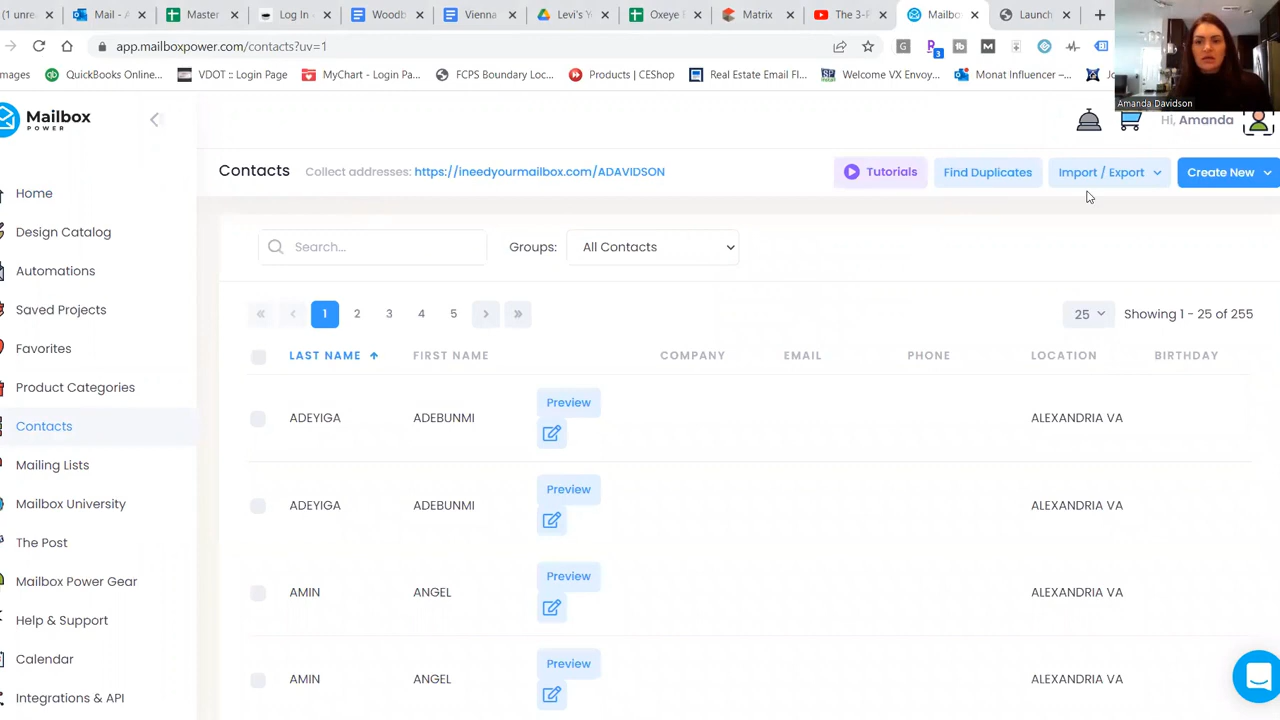 (1 unre
Mail - A
Master
Log In -
Woodb
Vienna
Levi's Y
Oxeye E
Matrix
The 3-F
Mailbo
Launch
app.mailboxpower.com/contacts?uv=1
mages
QuickBooks Online...
VDOT :: Login Page
MyChart - Login Pa...
FCPS Boundary Loc...
Products | CEShop
Real Estate Email Fl...
Welcome VX Envoy...
Monat Influencer —...
Amanda Davidson
Mailbox
POWER
Hi, Amanda
Contacts
Collect addresses: https://ineedyourmailbox.com/ADAVIDSON
Tutorials
Find Duplicates
Import / Export
Create New
Home
Design Catalog
Automations
Saved Projects
Favorites
Product Categories
Contacts
Mailing Lists
Mailbox University
The Post
Mailbox Power Gear
Help & Support
Calendar
Integrations & API
Search...
Groups:
All Contacts
« ‹ 1 2 3 4 5 › »
25
Showing 1 - 25 of 255
LAST NAME FIRST NAME COMPANY EMAIL PHONE LOCATION BIRTHDAY
Preview
ADEYIGA ADEBUNMI ALEXANDRIA VA
Preview
ADEYIGA ADEBUNMI ALEXANDRIA VA
Preview
AMIN ANGEL ALEXANDRIA VA
Preview
AMIN ANGEL ALEXANDRIA VA